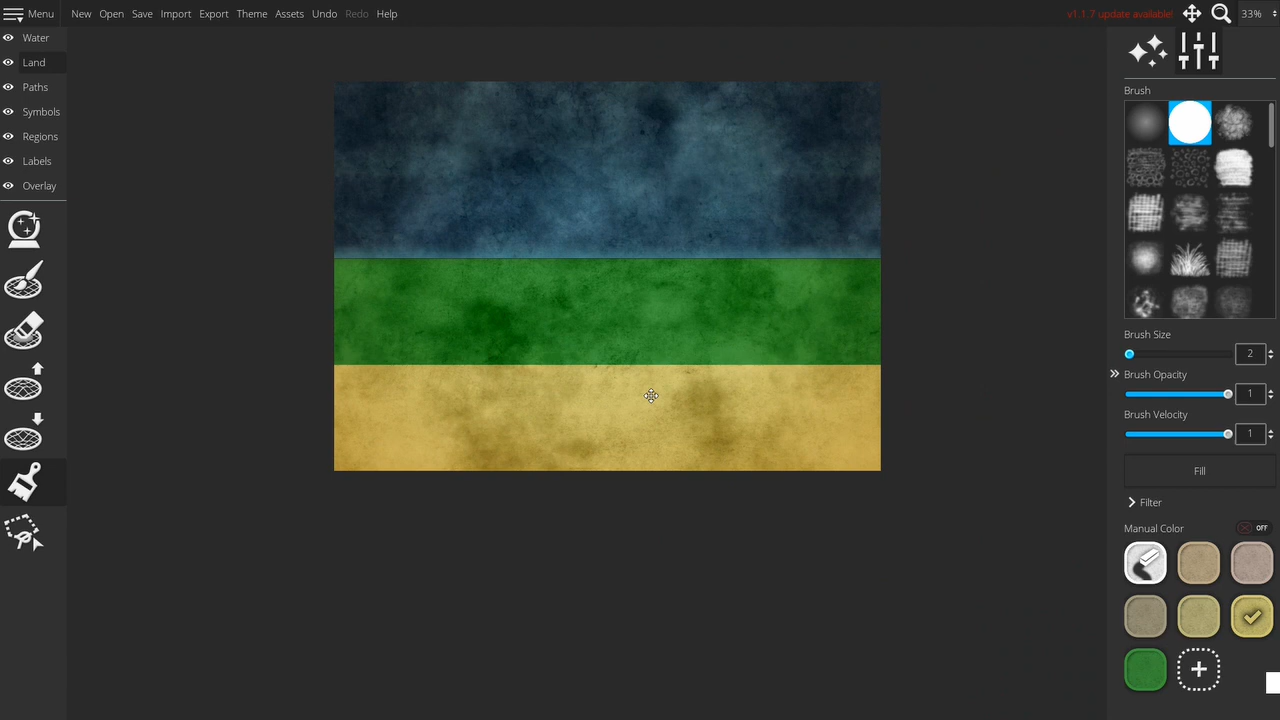 Menu New Open Save Import Export Theme Assets Undo Redo Help v1.1.7 update available! 33%
Water
Land
Paths
Symbols
Regions
Labels
Overlay
Brush
Brush Size
2
Brush Opacity
1
Brush Velocity
1
Fill
Filter
Manual Color OFF